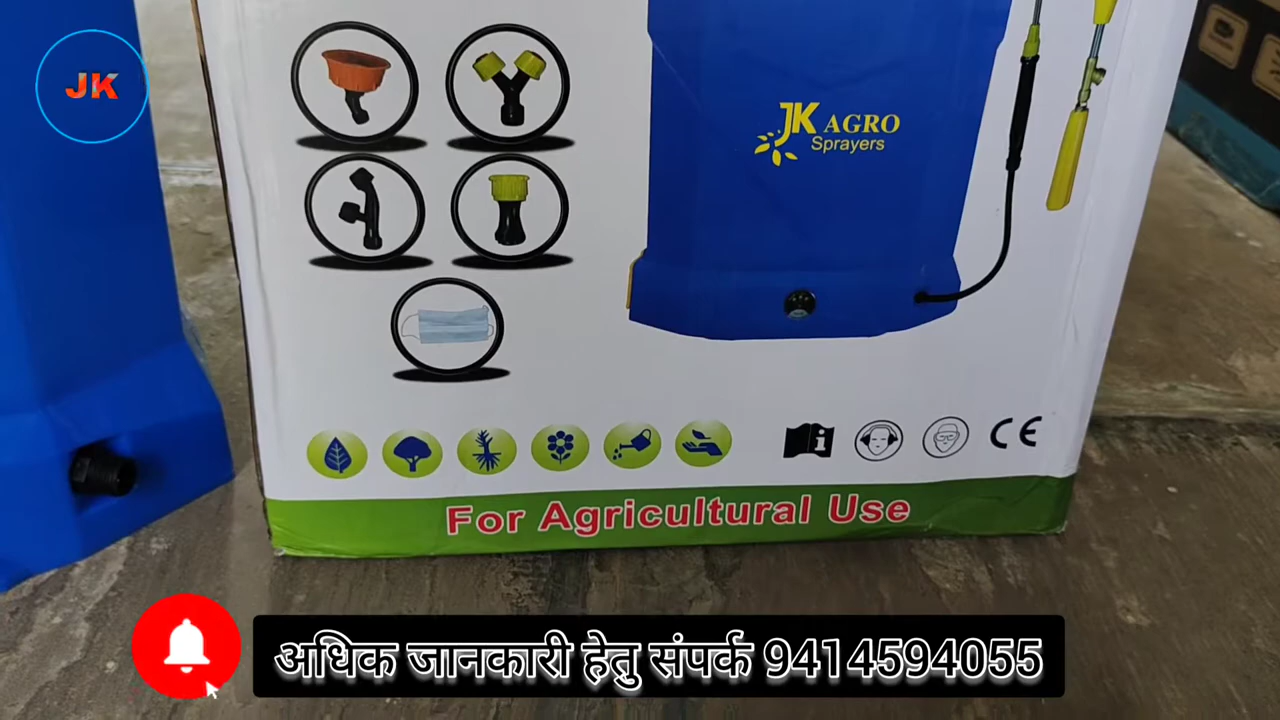 JK
JK AGRO
Sprayers
CE
For Agricultural Use
अधिक जानकारी हेतु संपर्क 9414594055